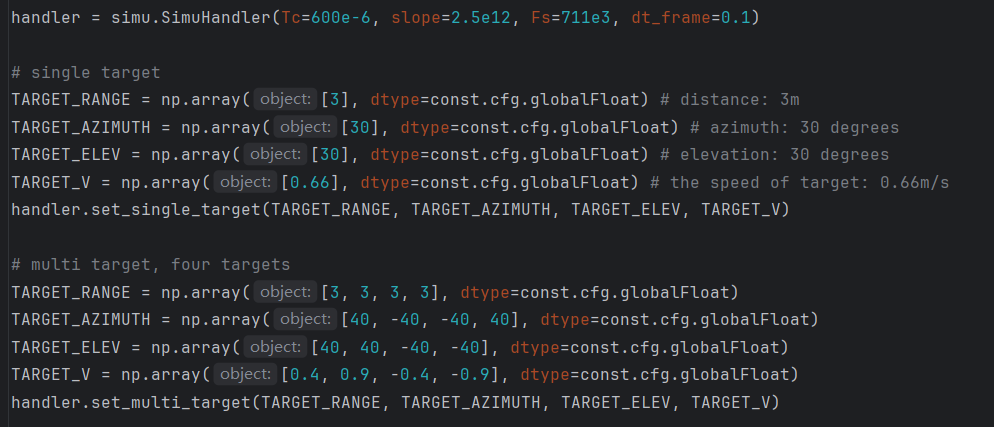 handler = simu.SimuHandler(Tc=600e-6, slope=2.5e12, Fs=711e3, dt_frame=0.1)
# single target
TARGET_RANGE = np.array( object: [3], dtype=const.cfg.globalFloat) # distance: 3m
TARGET_AZIMUTH = np.array( object: [30], dtype=const.cfg.globalFloat) # azimuth: 30 degrees
TARGET_ELEV = np.array( object: [30], dtype=const.cfg.globalFloat) # elevation: 30 degrees
TARGET_V = np.array( object: [0.66], dtype=const.cfg.globalFloat) # the speed of target: 0.66m/s
handler.set_single_target(TARGET_RANGE, TARGET_AZIMUTH, TARGET_ELEV, TARGET_V)
# multi target, four targets
TARGET_RANGE = np.array( object: [3, 3, 3, 3], dtype=const.cfg.globalFloat)
TARGET_AZIMUTH = np.array( object: [40, -40, -40, 40], dtype=const.cfg.globalFloat)
TARGET_ELEV = np.array( object: [40, 40, -40, -40], dtype=const.cfg.globalFloat)
TARGET_V = np.array( object: [0.4, 0.9, -0.4, -0.9], dtype=const.cfg.globalFloat)
handler.set_multi_target(TARGET_RANGE, TARGET_AZIMUTH, TARGET_ELEV, TARGET_V)